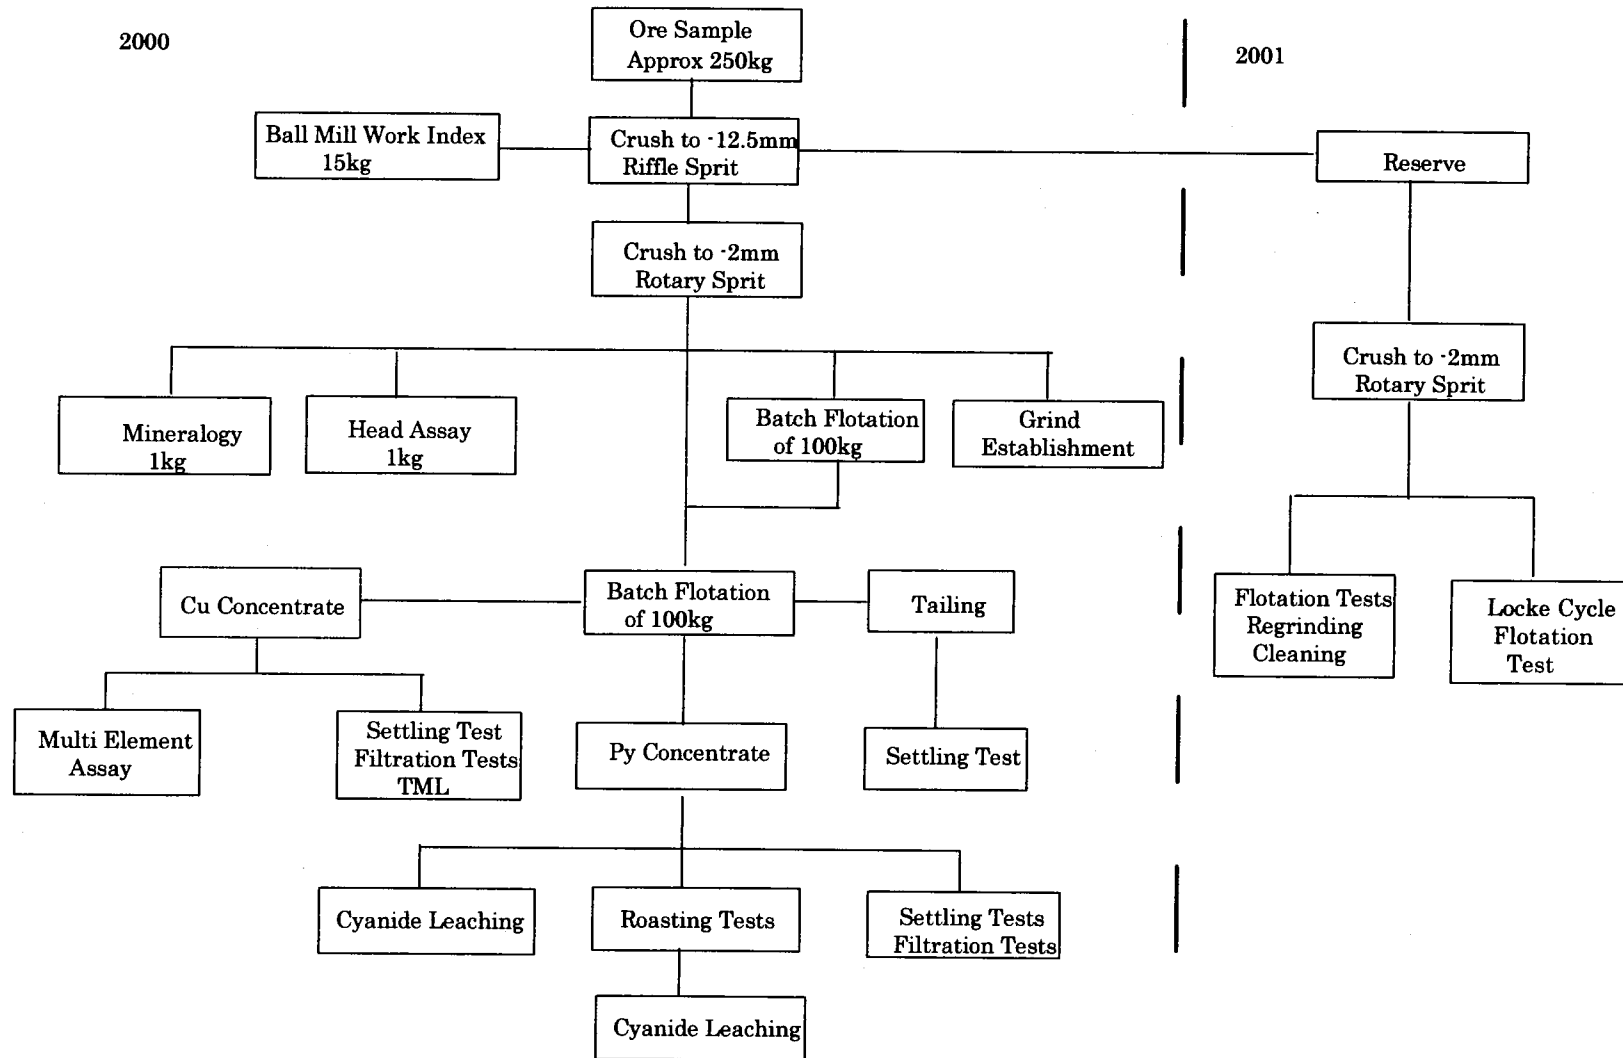 2000
Ore Sample
Approx 250kg
2001
Ball Mill Work Index
15kg
Crush to -12.5mm
Riffle Sprit
Reserve
Crush to -2mm
Rotary Sprit
Crush to -2mm
Rotary Sprit
Mineralogy
1kg
Head Assay
1kg
Batch Flotation
of 100kg
Grind
Establishment
Cu Concentrate
Batch Flotation
of 100kg
Tailing
Flotation Tests
Regrinding
Cleaning
Locke Cycle
Flotation
Test
Multi Element
Assay
Settling Test
Filtration Tests
TML
Py Concentrate
Settling Test
Cyanide Leaching
Roasting Tests
Settling Tests
Filtration Tests
Cyanide Leaching